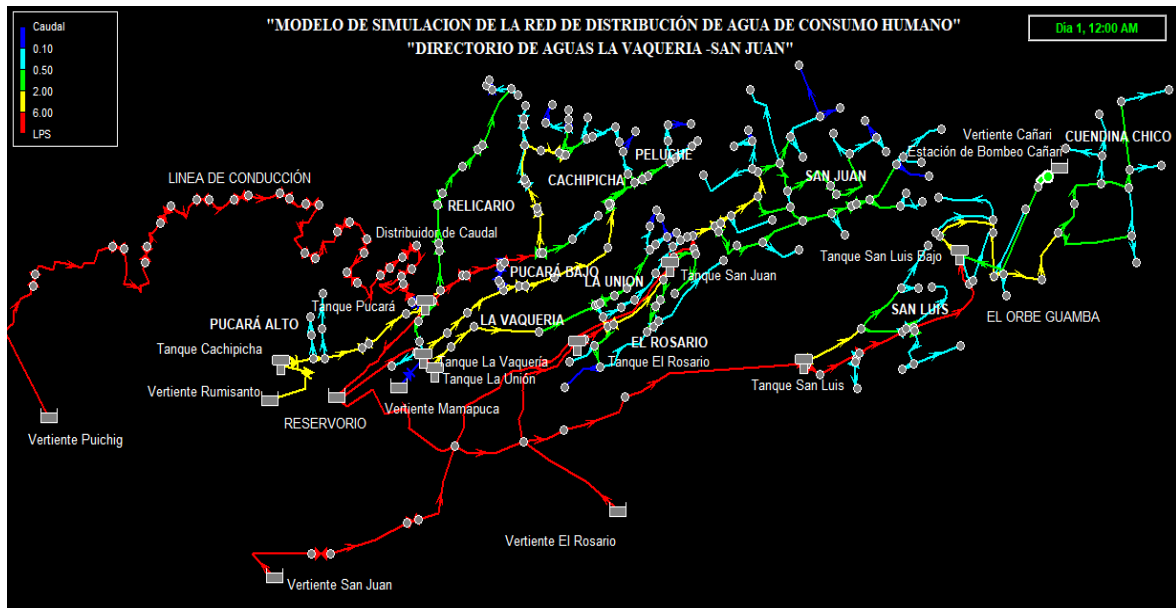 Caudal
0.10
0.50
2.00
6.00
LPS
"MODELO DE SIMULACION DE LA RED DE DISTRIBUCIÓN DE AGUA DE CONSUMO HUMANO"
"DIRECTORIO DE AGUAS LA VAQUERIA -SAN JUAN"
Dia 1, 12:00 AM
LINEA DE CONDUCCIÓN
RELICARIO
PELUCHE
CACHIPICHA
SAN JUAN
Vertiente Cañari
Estación de Bombeo Cañari
CUENDINA CHICO
Distribuidor de Caudal
PUCARÁ BAJO
LA UNION
Tanque San Juan
Tanque San Luis Bajo
Tanque Pucará
PUCARÁ ALTO
LA VAQUERIA
SAN LUIS
EL ORBE GUAMBA
Tanque Cachipicha
EL ROSARIO
Tanque La Vaquería
Tanque El Rosario
Tanque La Unión
Tanque San Luis
Vertiente Rumisanto
RESERVORIO
Vertiente Mamapuca
Vertiente Puichig
Vertiente El Rosario
Vertiente San Juan